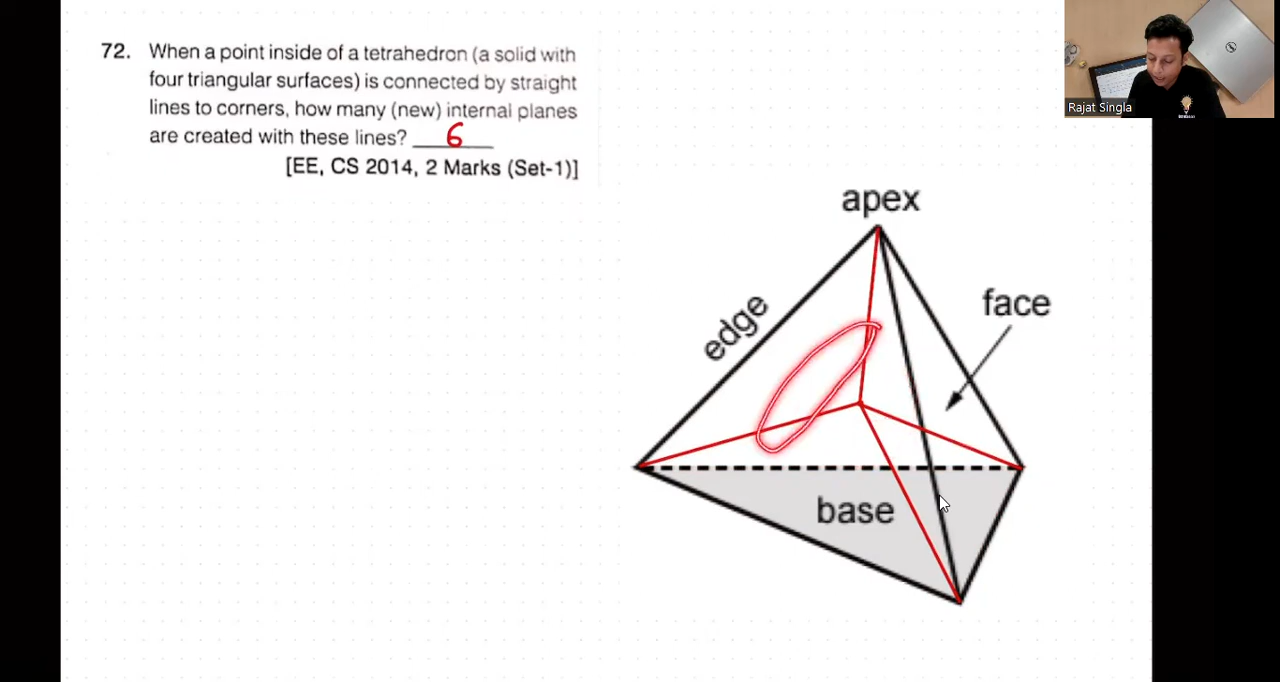 72. When a point inside of a tetrahedron (a solid with
four triangular surfaces) is connected by straight
lines to corners, how many (new) internal planes
are created with these lines? 6
[EE, CS 2014, 2 Marks (Set-1)]
Rajat Singla
apex
edge
face
base